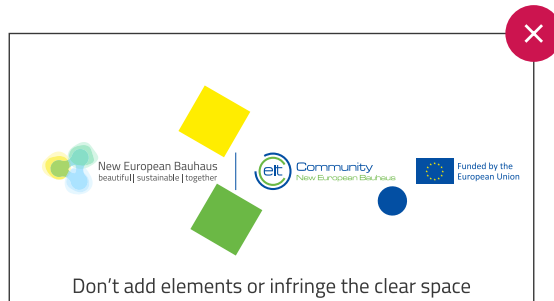 New European Bauhaus
beautiful | sustainable | together
eit
Community
New European Bauhaus
Funded by the
European Union
Don’t add elements or infringe the clear space